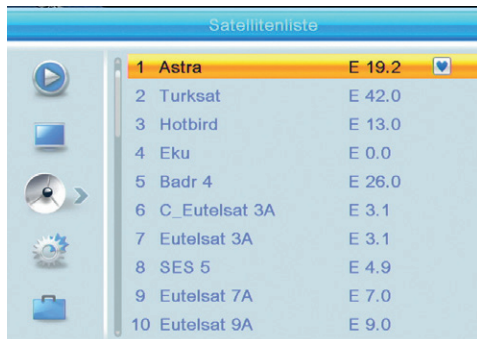 Satellitenliste
1 Astra E 19.2
2 Turksat E 42.0
3 Hotbird E 13.0
4 Eku E 0.0
5 Badr 4 E 26.0
6 C_Eutelsat 3A E 3.1
7 Eutelsat 3A E 3.1
8 SES 5 E 4.9
9 Eutelsat 7A E 7.0
10 Eutelsat 9A E 9.0